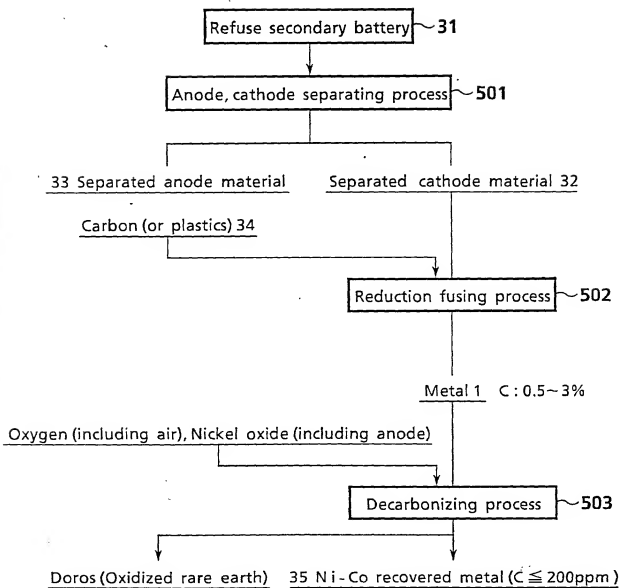 Refuse secondary battery 31
Anode, cathode separating process 501
33 Separated anode material
Separated cathode material 32
Carbon (or plastics) 34
Reduction fusing process 502
Metal 1 C : 0.5~3%
Oxygen (including air), Nickel oxide (including anode)
Decarbonizing process 503
Doros (Oxidized rare earth)
35 Ni-Co recovered metal (C ≦ 200ppm)